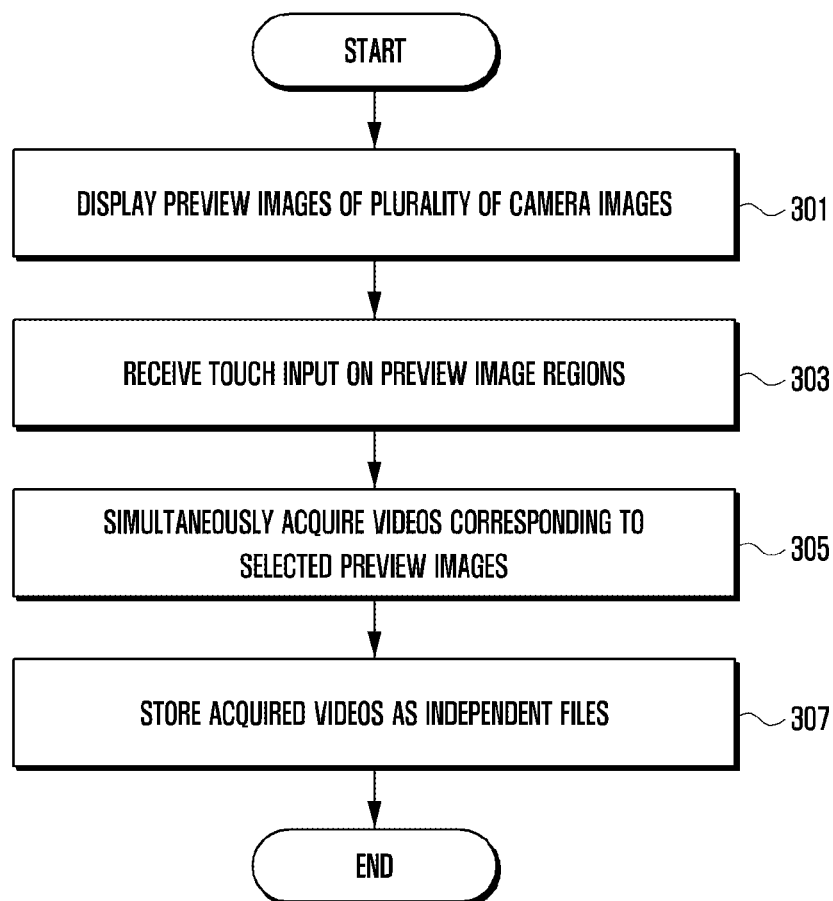 START
DISPLAY PREVIEW IMAGES OF PLURALITY OF CAMERA IMAGES
301
RECEIVE TOUCH INPUT ON PREVIEW IMAGE REGIONS
303
SIMULTANEOUSLY ACQUIRE VIDEOS CORRESPONDING TO
SELECTED PREVIEW IMAGES
305
STORE ACQUIRED VIDEOS AS INDEPENDENT FILES
307
END